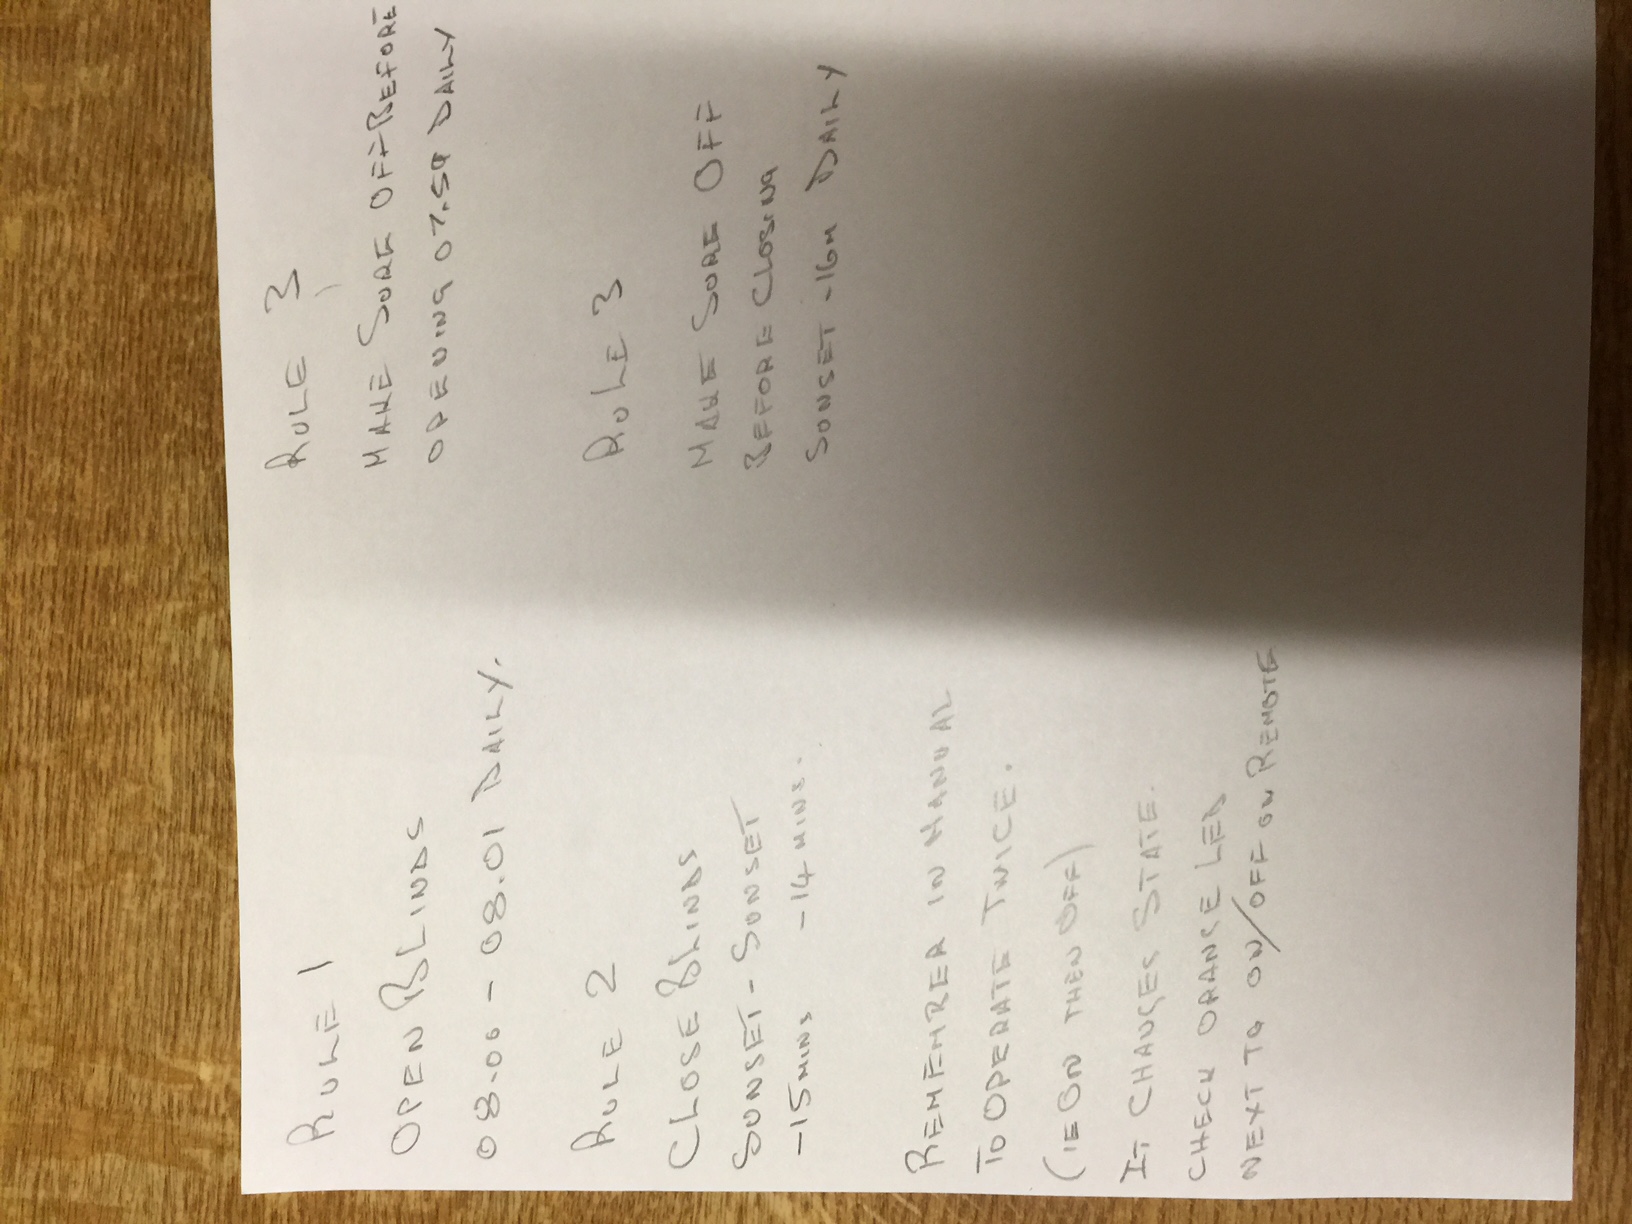 RULE 1
OPEN BLINDS
08.00 - 08.01 DAILY.
RULE 2
CLOSE BLINDS
SUNSET - SUNSET
-15 MINS -14 MINS.
REMEMBER IN MANUAL
TO OPERATE TWICE.
(IE ON THEN OFF)
IT CHANGES STATE.
CHECK ORANGE LED
NEXT TO ON/OFF ON REMOTE
RULE 3
MAKE SURE OFF BEFORE
OPENING 07.59 DAILY
RULE 3
MAKE SURE OFF
BEFORE CLOSING
SUNSET -16M DAILY